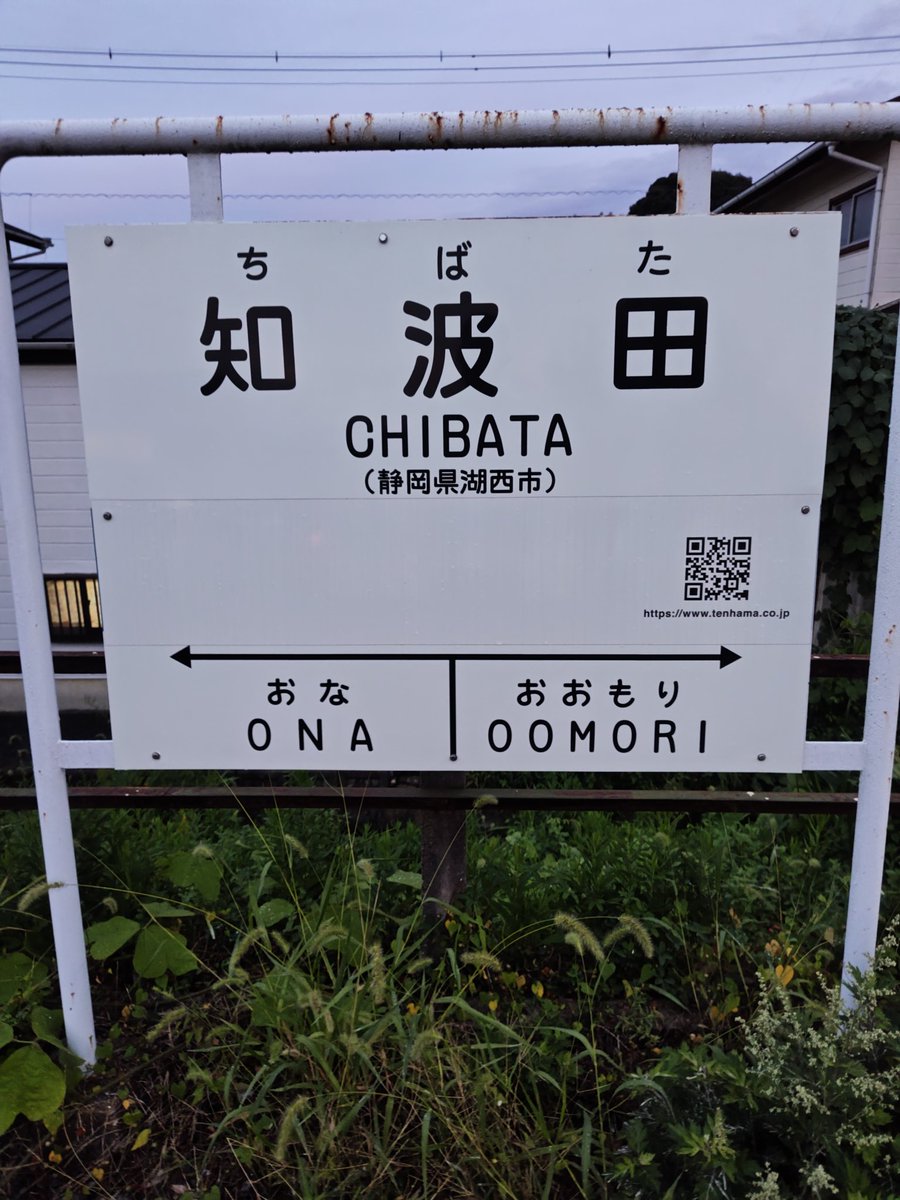 ち ば た
知 波 田
CHIBATA
(静岡県湖西市)
https://www.tenhama.co.jp
おな おおもり
ONA OOMORI